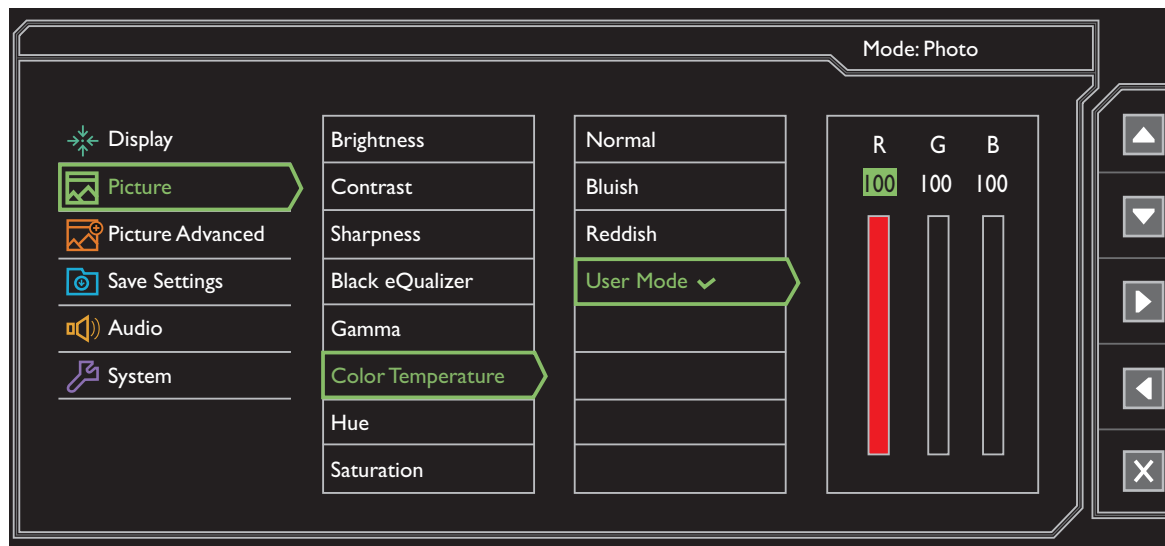 Mode: Photo
Display
Picture
Picture Advanced
Save Settings
Audio
System
Brightness
Contrast
Sharpness
Black eQualizer
Gamma
Color Temperature
Hue
Saturation
Normal
Bluish
Reddish
User Mode
R G B
100 100 100